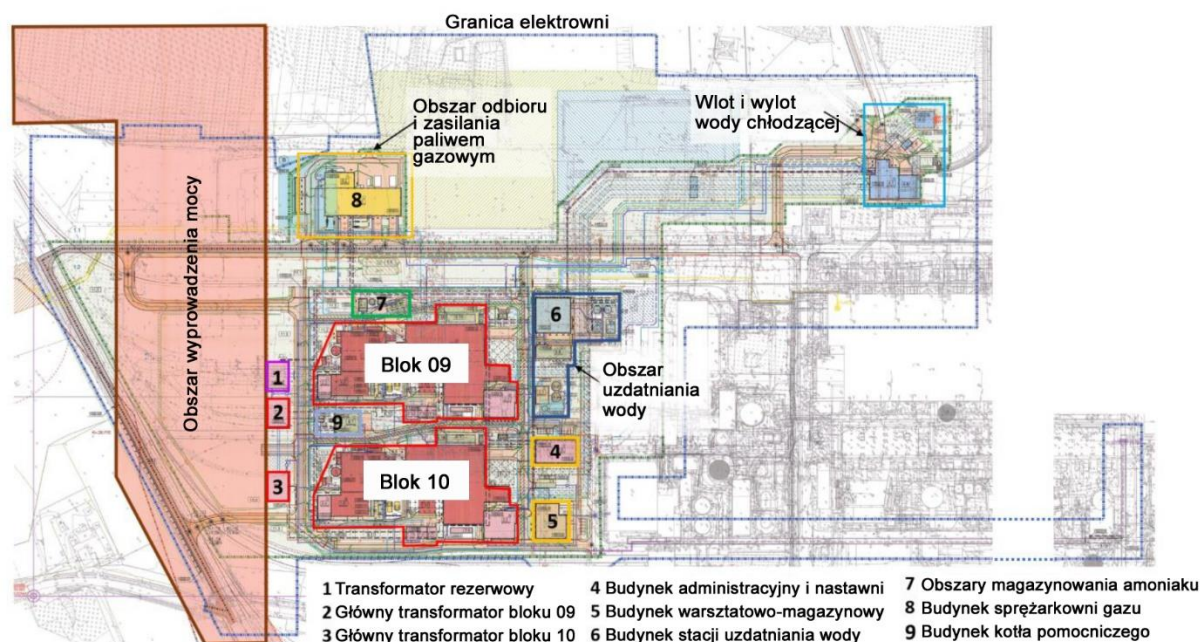 Granica elektrowni
Obszar odbioru
i zasilania
paliwem
gazowym
Wlot i wylot
wody chłodzącej
Obszar wyprowadzenia mocy
8
7
6
Blok 09
1
2
9
Obszar
uzdatniania
wody
4
Blok 10
3
5
1 Transformator rezerwowy
2 Główny transformator bloku 09
3 Główny transformator bloku 10
4 Budynek administracyjny i nastawni
5 Budynek warsztatowo-magazynowy
6 Budynek stacji uzdatniania wody
7 Obszary magazynowania amoniaku
8 Budynek sprężarkowni gazu
9 Budynek kotła pomocniczego